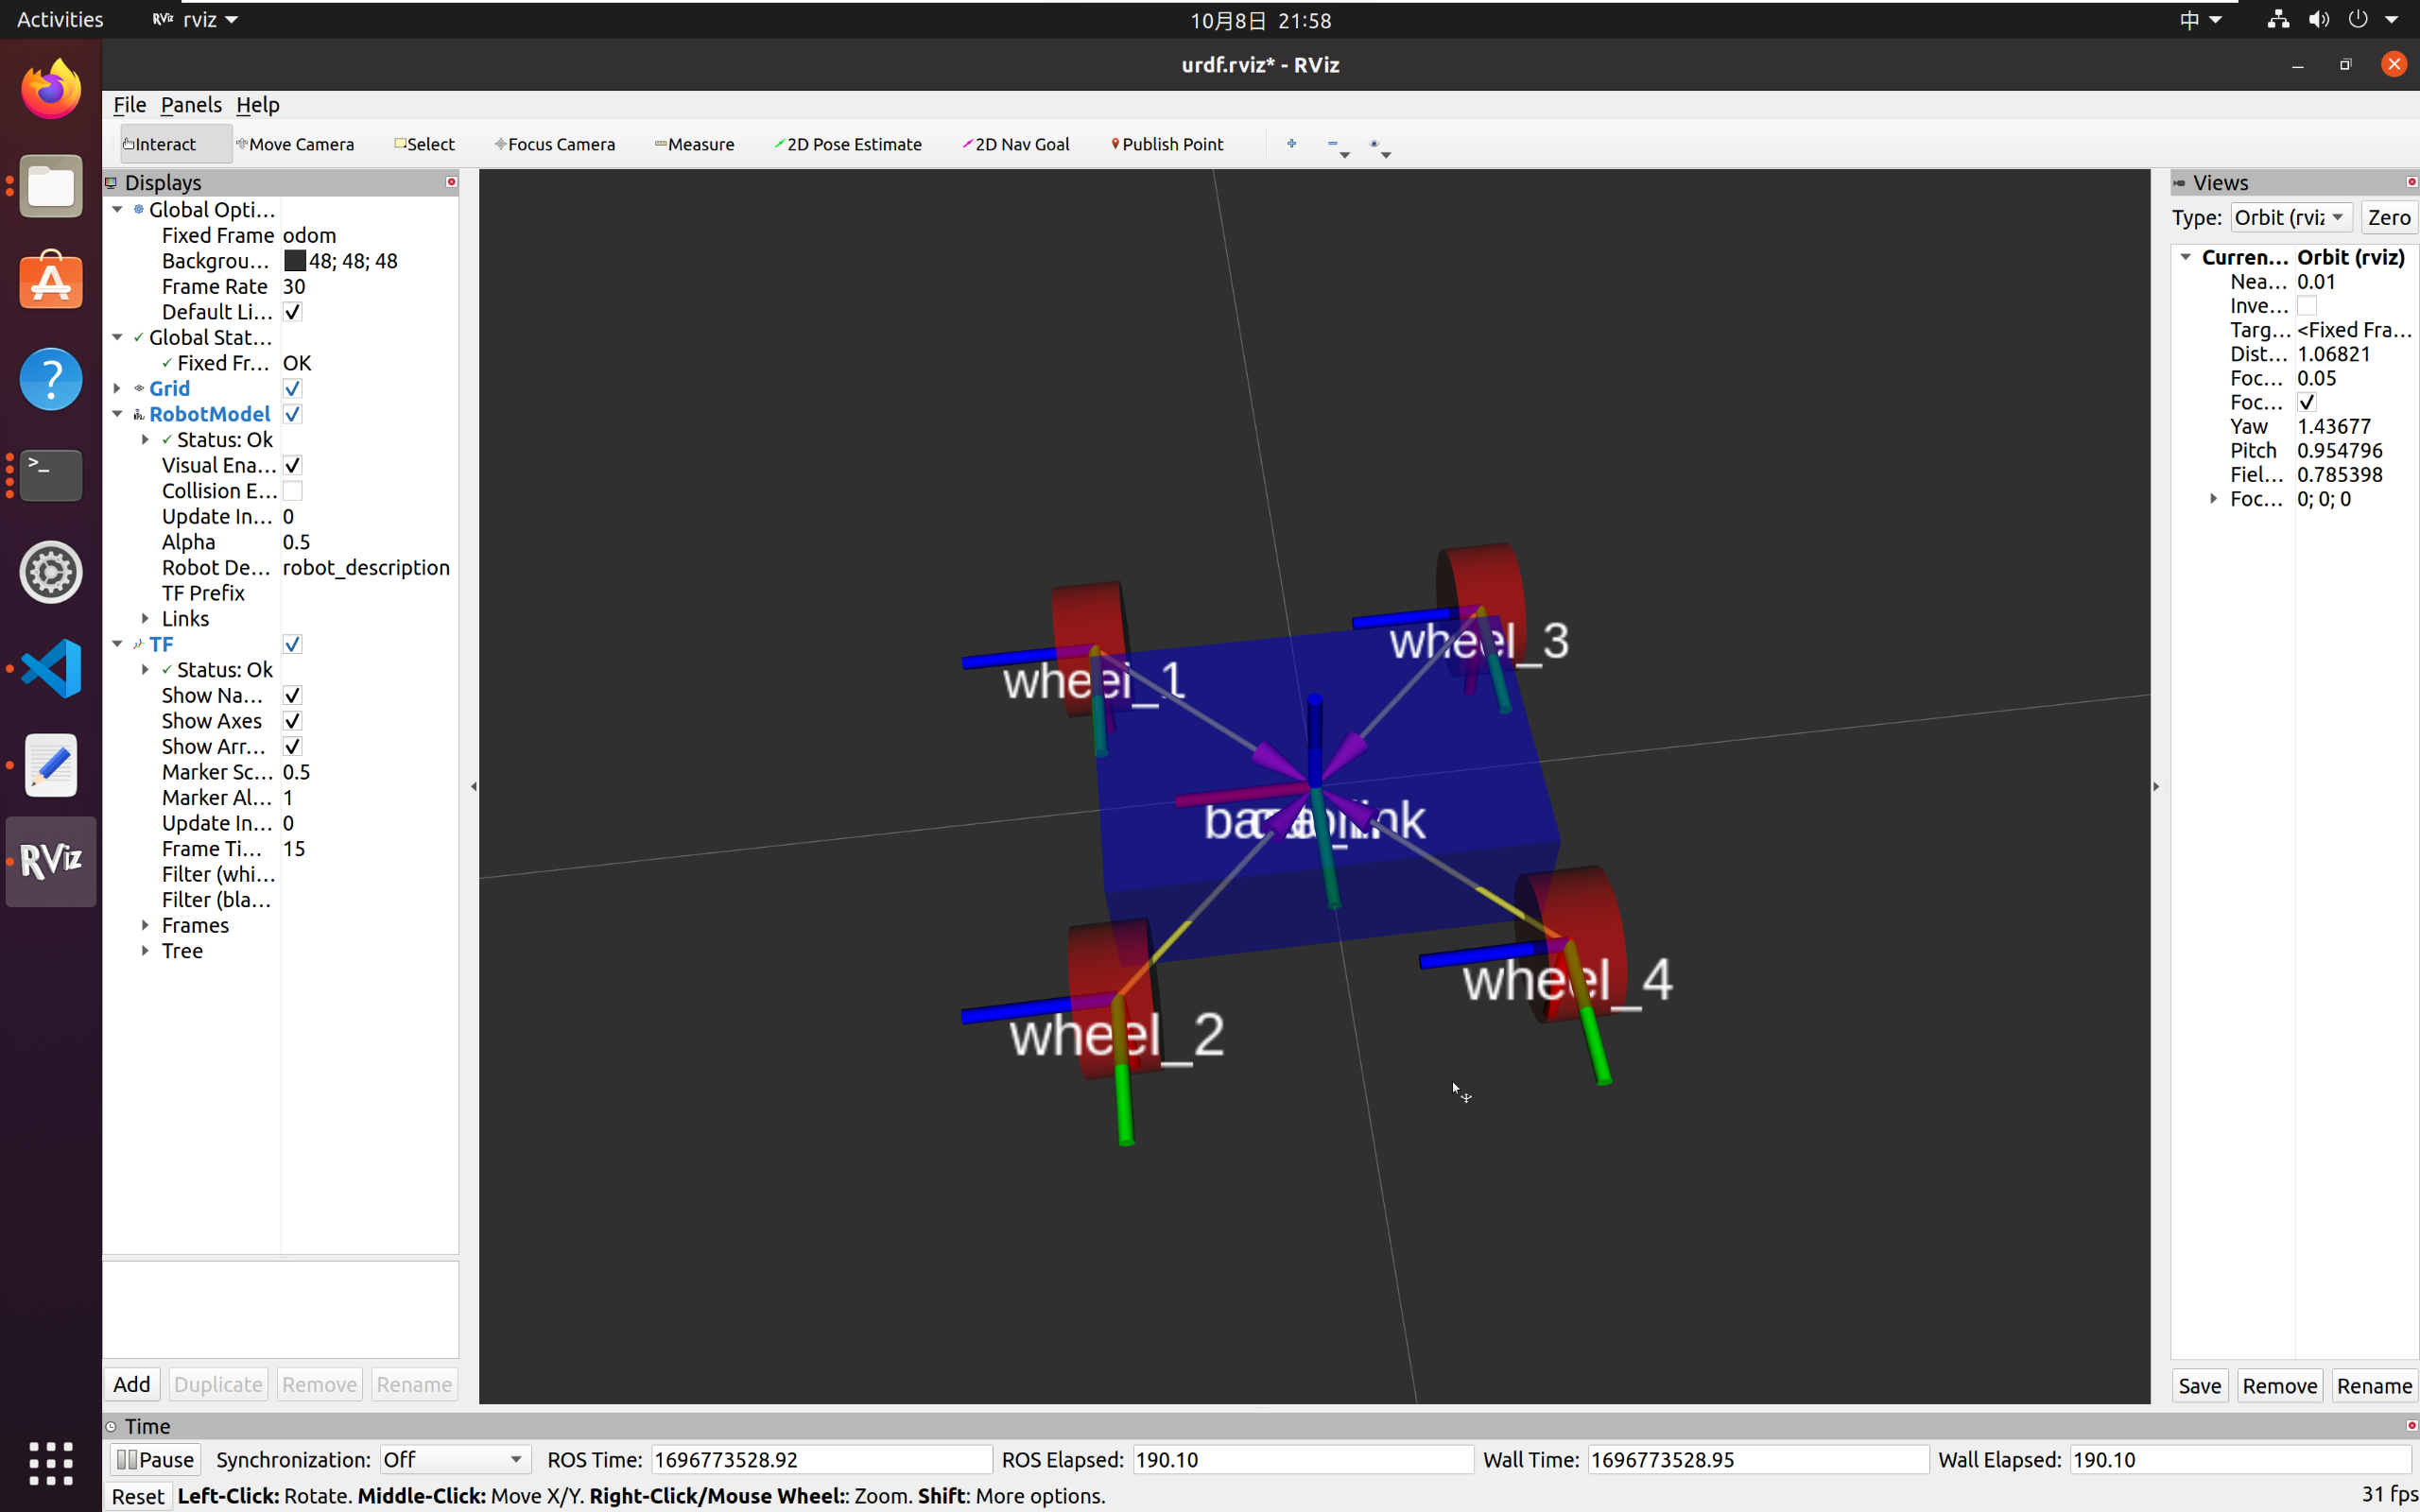 Activities
RViz rviz
10月8日 21:58
中
urdf.rviz* - RViz
File Panels Help
Interact Move Camera Select Focus Camera Measure 2D Pose Estimate 2D Nav Goal Publish Point
Displays
Global Opti...
Fixed Frame odom
Backgrou... 48; 48; 48
Frame Rate 30
Default Li...
Global Stat...
Fixed Fr... OK
Grid
RobotModel
Status: Ok
Visual Ena...
Collision E...
Update In... 0
Alpha 0.5
Robot De... robot_description
TF Prefix
Links
TF
Status: Ok
Show Na...
Show Axes
Show Arr...
Marker Sc... 0.5
Marker Al... 1
Update In... 0
Frame Ti... 15
Filter (whi...
Filter (bla...
Frames
Tree
Add Duplicate Remove Rename
>_
RViz
wheel_3
wheel_1
wheel_4
wheel_2
Views
Type: Orbit (rviz Zero
Curren... Orbit (rviz)
Nea... 0.01
Inve...
Targ... <Fixed Fra...
Dist... 1.06821
Foc... 0.05
Foc...
Yaw 1.43677
Pitch 0.954796
Fiel... 0.785398
Foc... 0; 0; 0
Save Remove Rename
Time
Pause Synchronization: Off ROS Time: 1696773528.92 ROS Elapsed: 190.10 Wall Time: 1696773528.95 Wall Elapsed: 190.10
Reset Left-Click: Rotate. Middle-Click: Move X/Y. Right-Click/Mouse Wheel:: Zoom. Shift: More options.
31 fps